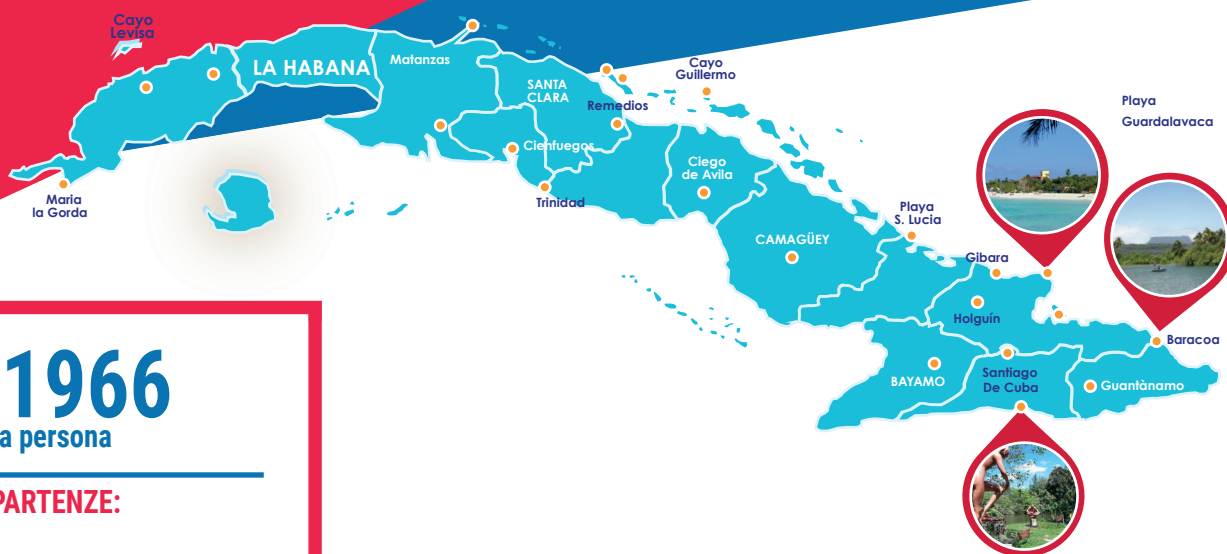 Cayo
Levisa
LA HABANA
Matanzas
SANTA
CLARA
Remedios
Cayo
Guillermo
Playa
Guardalavaca
Cienfuegos
Ciego
de Avila
Maria
la Gorda
Trinidad
Playa
S. Lucia
CAMAGÜEY
Gibara
Holguín
Baracoa
BAYAMO
Santiago
De Cuba
Guantànamo
1966
a persona
PARTENZE: